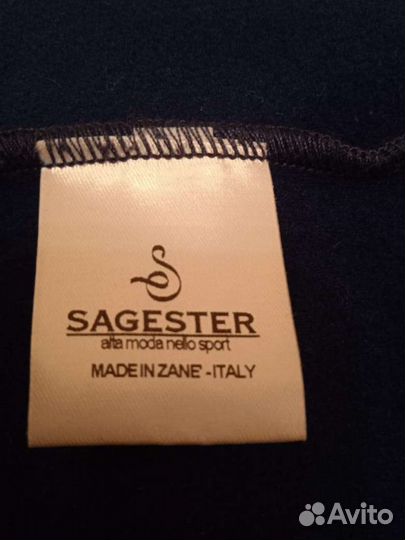 SAGESTER
alta moda nello sport
MADE IN ZANE' - ITALY
Avito